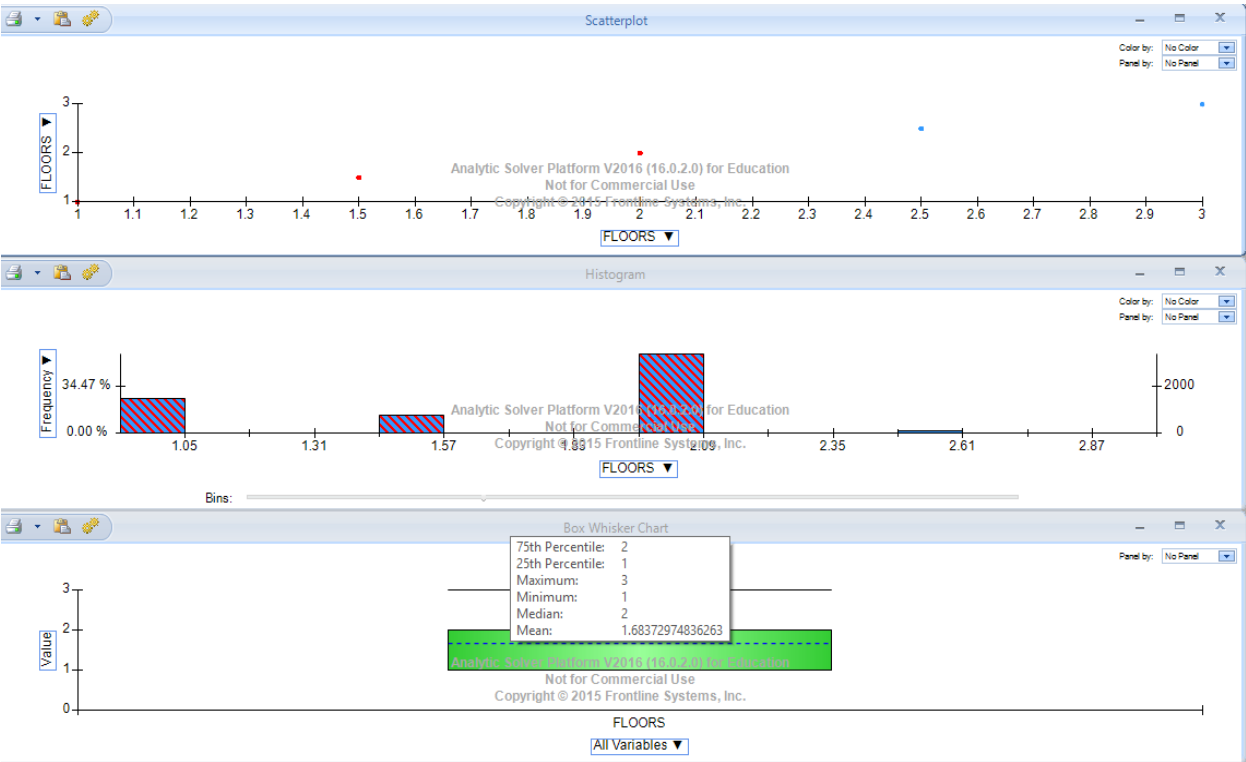 Scatterplot
Color by: No Color
Panel by: No Panel
3
FLOORS ▼
2
1
Analytic Solver Platform V2016 (16.0.2.0) for Education
Not for Commercial Use
Copyright © 2015 Frontline Systems, Inc.
1 1.1 1.2 1.3 1.4 1.5 1.6 1.7 1.8 1.9 2 2.1 2.2 2.3 2.4 2.5 2.6 2.7 2.8 2.9 3
FLOORS ▼
Histogram
Color by: No Color
Panel by: No Panel
Frequency ▼
34.47 %
2000
0.00 %
0
Analytic Solver Platform V2016 (16.0.2.0) for Education
Not for Commercial Use
Copyright © 2015 Frontline Systems, Inc.
1.05 1.31 1.57 1.83 2.09 2.35 2.61 2.87
FLOORS ▼
Bins:
Box Whisker Chart
Panel by: No Panel
75th Percentile: 2
25th Percentile: 1
Maximum: 3
Minimum: 1
Median: 2
Mean: 1.68372974836263
3
2
Value
1
0
Analytic Solver Platform V2016 (16.0.2.0) for Education
Not for Commercial Use
Copyright © 2015 Frontline Systems, Inc.
FLOORS
All Variables ▼